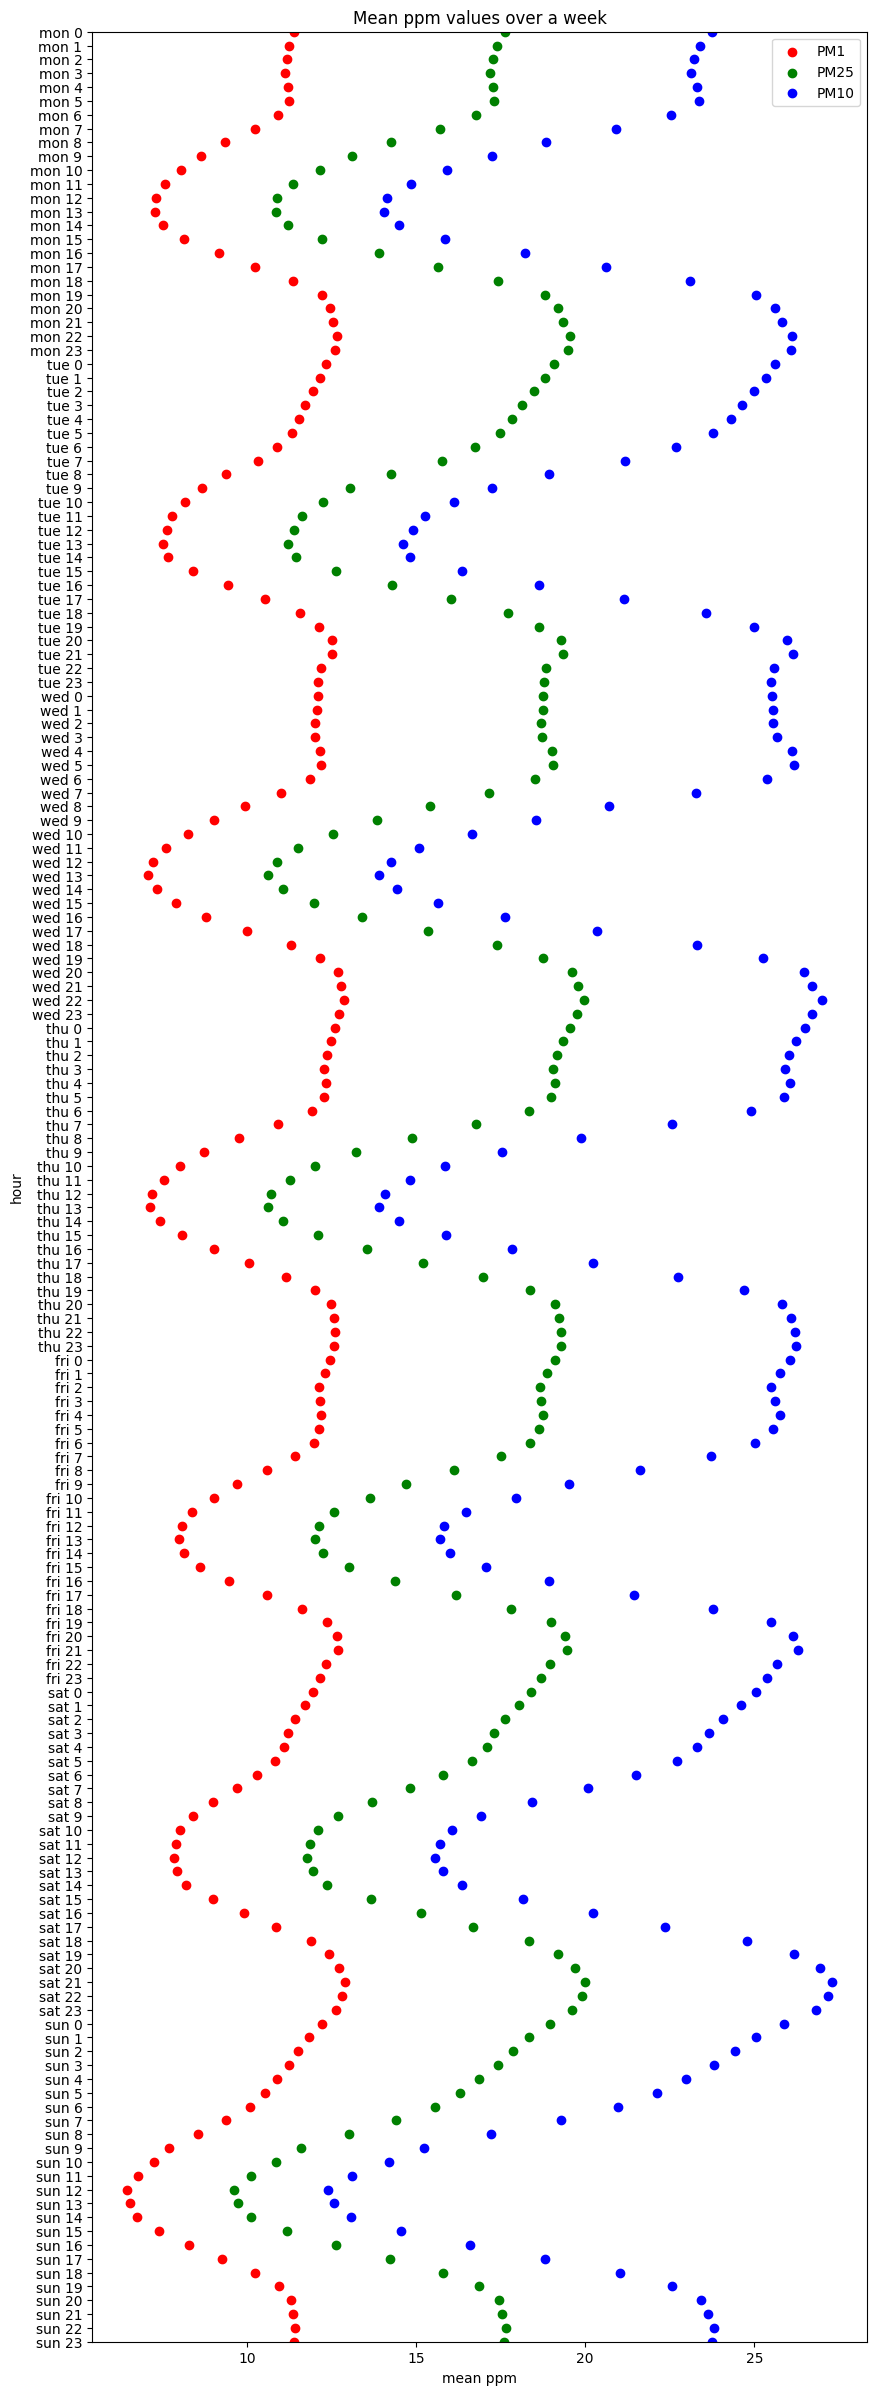 Mean ppm values over a week
PM1
PM25
PM10
mon 0
mon 1
mon 2
mon 3
mon 4
mon 5
mon 6
mon 7
mon 8
mon 9
mon 10
mon 11
mon 12
mon 13
mon 14
mon 15
mon 16
mon 17
mon 18
mon 19
mon 20
mon 21
mon 22
mon 23
tue 0
tue 1
tue 2
tue 3
tue 4
tue 5
tue 6
tue 7
tue 8
tue 9
tue 10
tue 11
tue 12
tue 13
tue 14
tue 15
tue 16
tue 17
tue 18
tue 19
tue 20
tue 21
tue 22
tue 23
wed 0
wed 1
wed 2
wed 3
wed 4
wed 5
wed 6
wed 7
wed 8
wed 9
wed 10
wed 11
wed 12
wed 13
wed 14
wed 15
wed 16
wed 17
wed 18
wed 19
wed 20
wed 21
wed 22
wed 23
thu 0
thu 1
thu 2
thu 3
thu 4
thu 5
thu 6
thu 7
thu 8
thu 9
thu 10
thu 11
thu 12
thu 13
thu 14
thu 15
thu 16
thu 17
thu 18
thu 19
thu 20
thu 21
thu 22
thu 23
fri 0
fri 1
fri 2
fri 3
fri 4
fri 5
fri 6
fri 7
fri 8
fri 9
fri 10
fri 11
fri 12
fri 13
fri 14
fri 15
fri 16
fri 17
fri 18
fri 19
fri 20
fri 21
fri 22
fri 23
sat 0
sat 1
sat 2
sat 3
sat 4
sat 5
sat 6
sat 7
sat 8
sat 9
sat 10
sat 11
sat 12
sat 13
sat 14
sat 15
sat 16
sat 17
sat 18
sat 19
sat 20
sat 21
sat 22
sat 23
sun 0
sun 1
sun 2
sun 3
sun 4
sun 5
sun 6
sun 7
sun 8
sun 9
sun 10
sun 11
sun 12
sun 13
sun 14
sun 15
sun 16
sun 17
sun 18
sun 19
sun 20
sun 21
sun 22
sun 23
hour
10 15 20 25
mean ppm